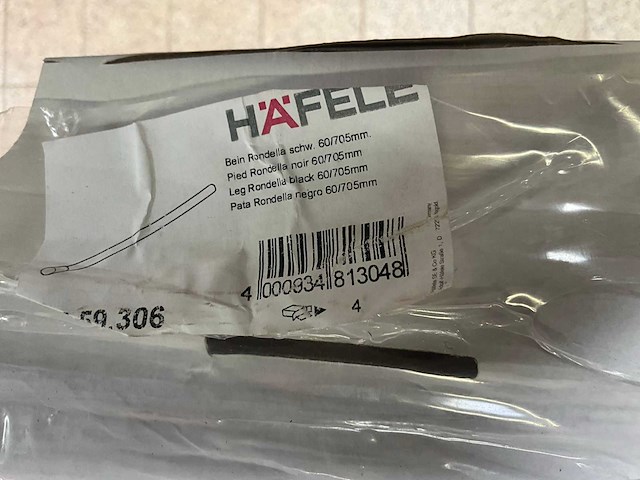 HÄFELE
Bein Rondella schw. 60/705mm.
Pied Rondella noir 60/705mm
Leg Rondella black 60/705mm
Pata Rondella negro 60/705mm
4 000934 813048
4
59.306